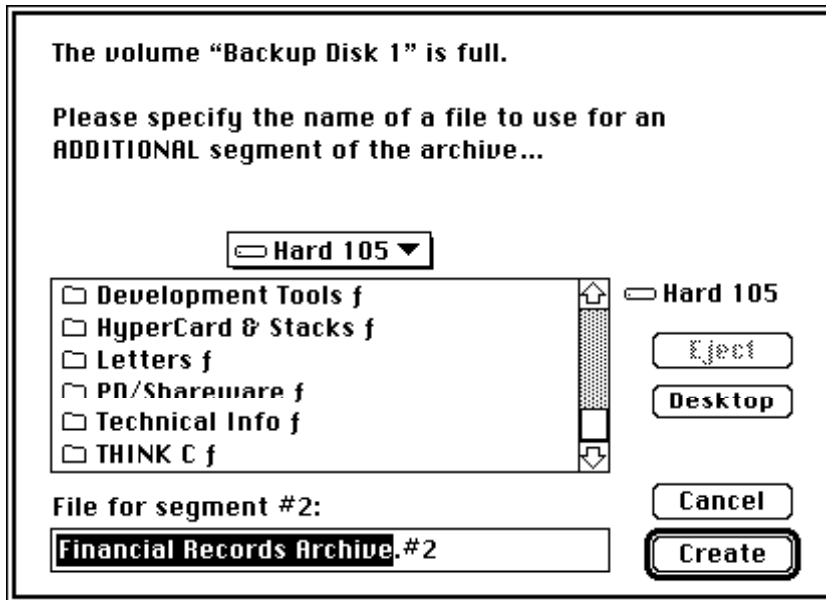 The volume “Backup Disk 1” is full.
Please specify the name of a file to use for an
ADDITIONAL segment of the archive...
Hard 105
Development Tools ƒ
HyperCard & Stacks ƒ
Letters ƒ
PD/Shareware ƒ
Technical Info ƒ
THINK C ƒ
Hard 105
Eject
Desktop
File for segment #2:
Financial Records Archive.#2
Cancel
Create